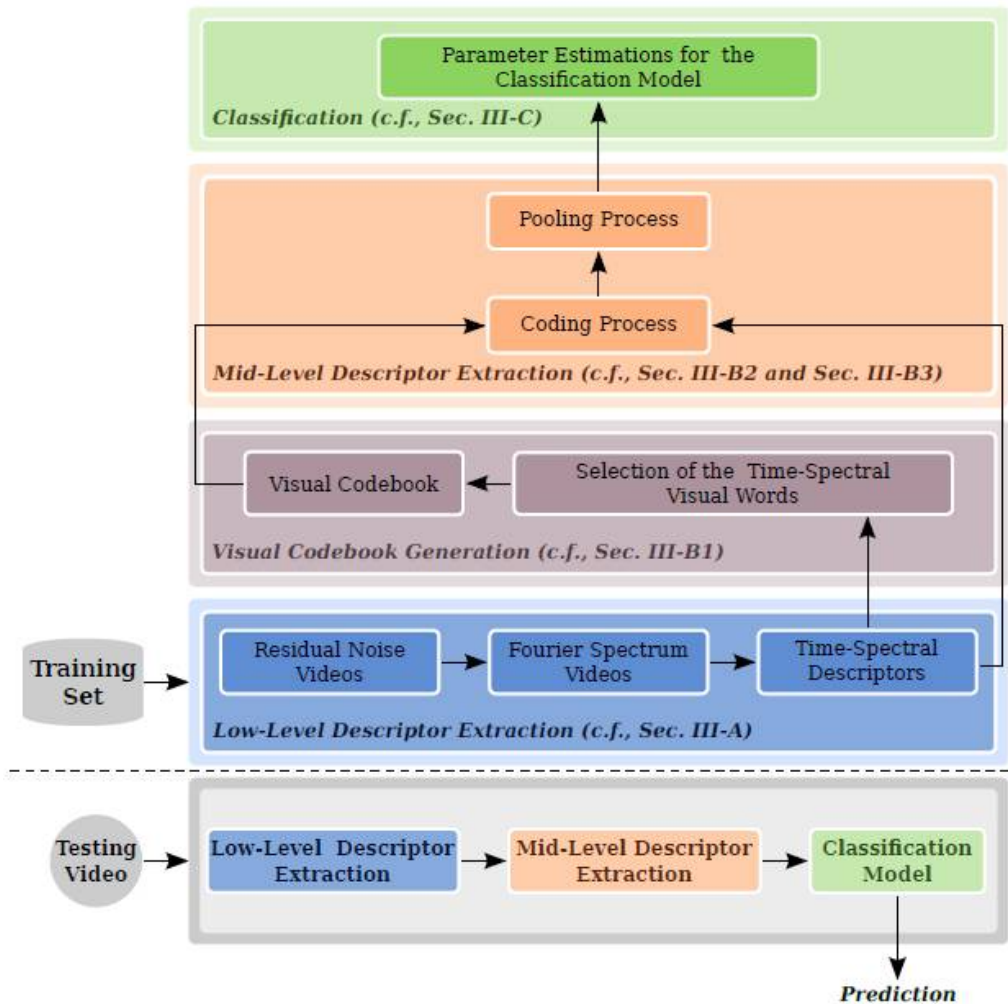 Parameter Estimations for the
Classification Model
Classification (c.f., Sec. III-C)
Pooling Process
Coding Process
Mid-Level Descriptor Extraction (c.f., Sec. III-B2 and Sec. III-B3)
Visual Codebook
Selection of the Time-Spectral
Visual Words
Visual Codebook Generation (c.f., Sec. III-B1)
Training
Set
Residual Noise
Videos
Fourier Spectrum
Videos
Time-Spectral
Descriptors
Low-Level Descriptor Extraction (c.f., Sec. III-A)
Testing
Video
Low-Level Descriptor
Extraction
Mid-Level Descriptor
Extraction
Classification
Model
Prediction